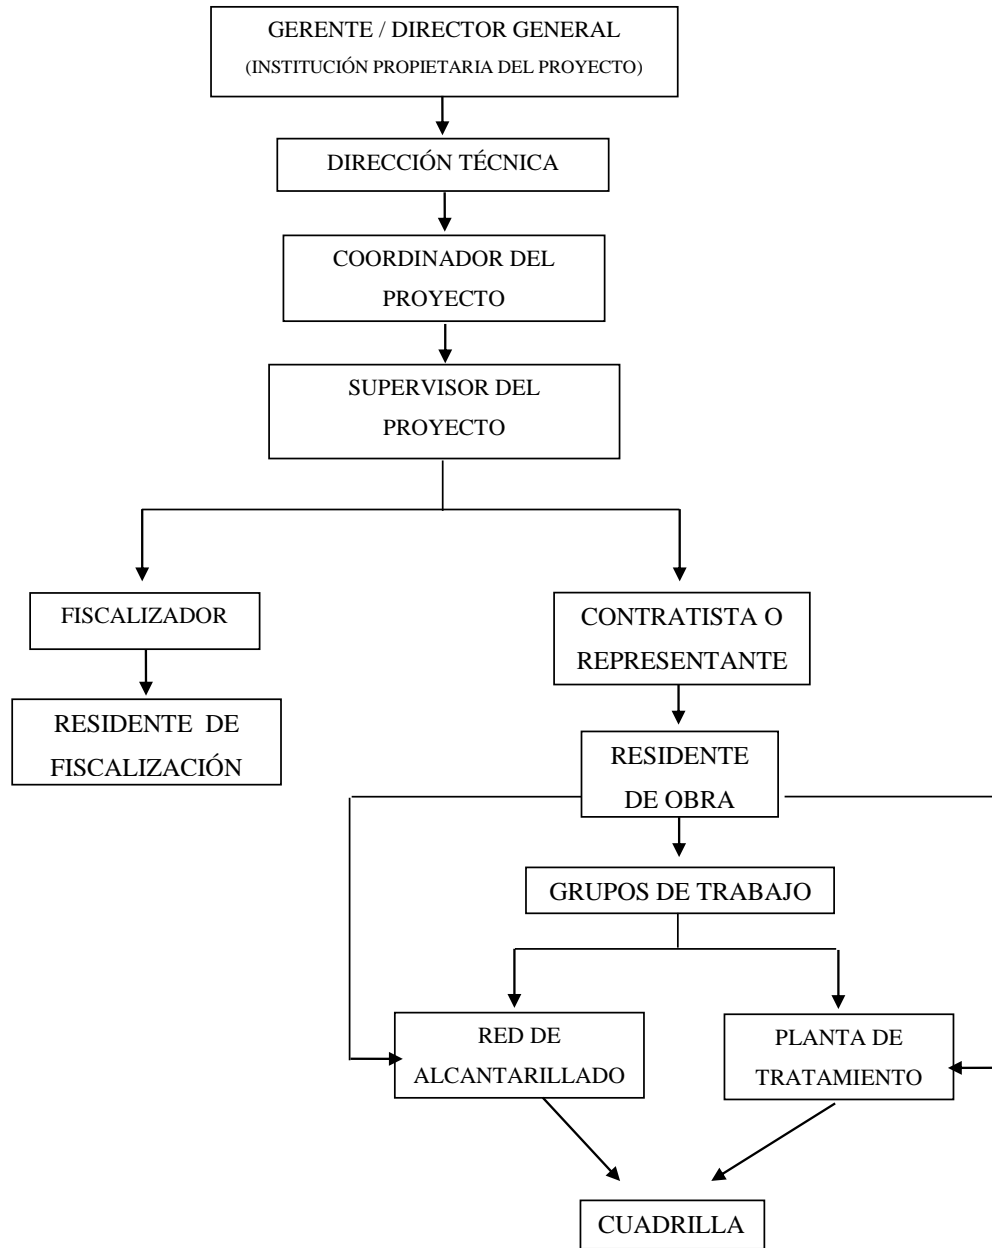 GERENTE / DIRECTOR GENERAL
(INSTITUCIÓN PROPIETARIA DEL PROYECTO)
DIRECCIÓN TÉCNICA
COORDINADOR DEL
PROYECTO
SUPERVISOR DEL
PROYECTO
FISCALIZADOR
RESIDENTE DE
FISCALIZACIÓN
CONTRATISTA O
REPRESENTANTE
RESIDENTE
DE OBRA
GRUPOS DE TRABAJO
RED DE
ALCANTARILLADO
PLANTA DE
TRATAMIENTO
CUADRILLA